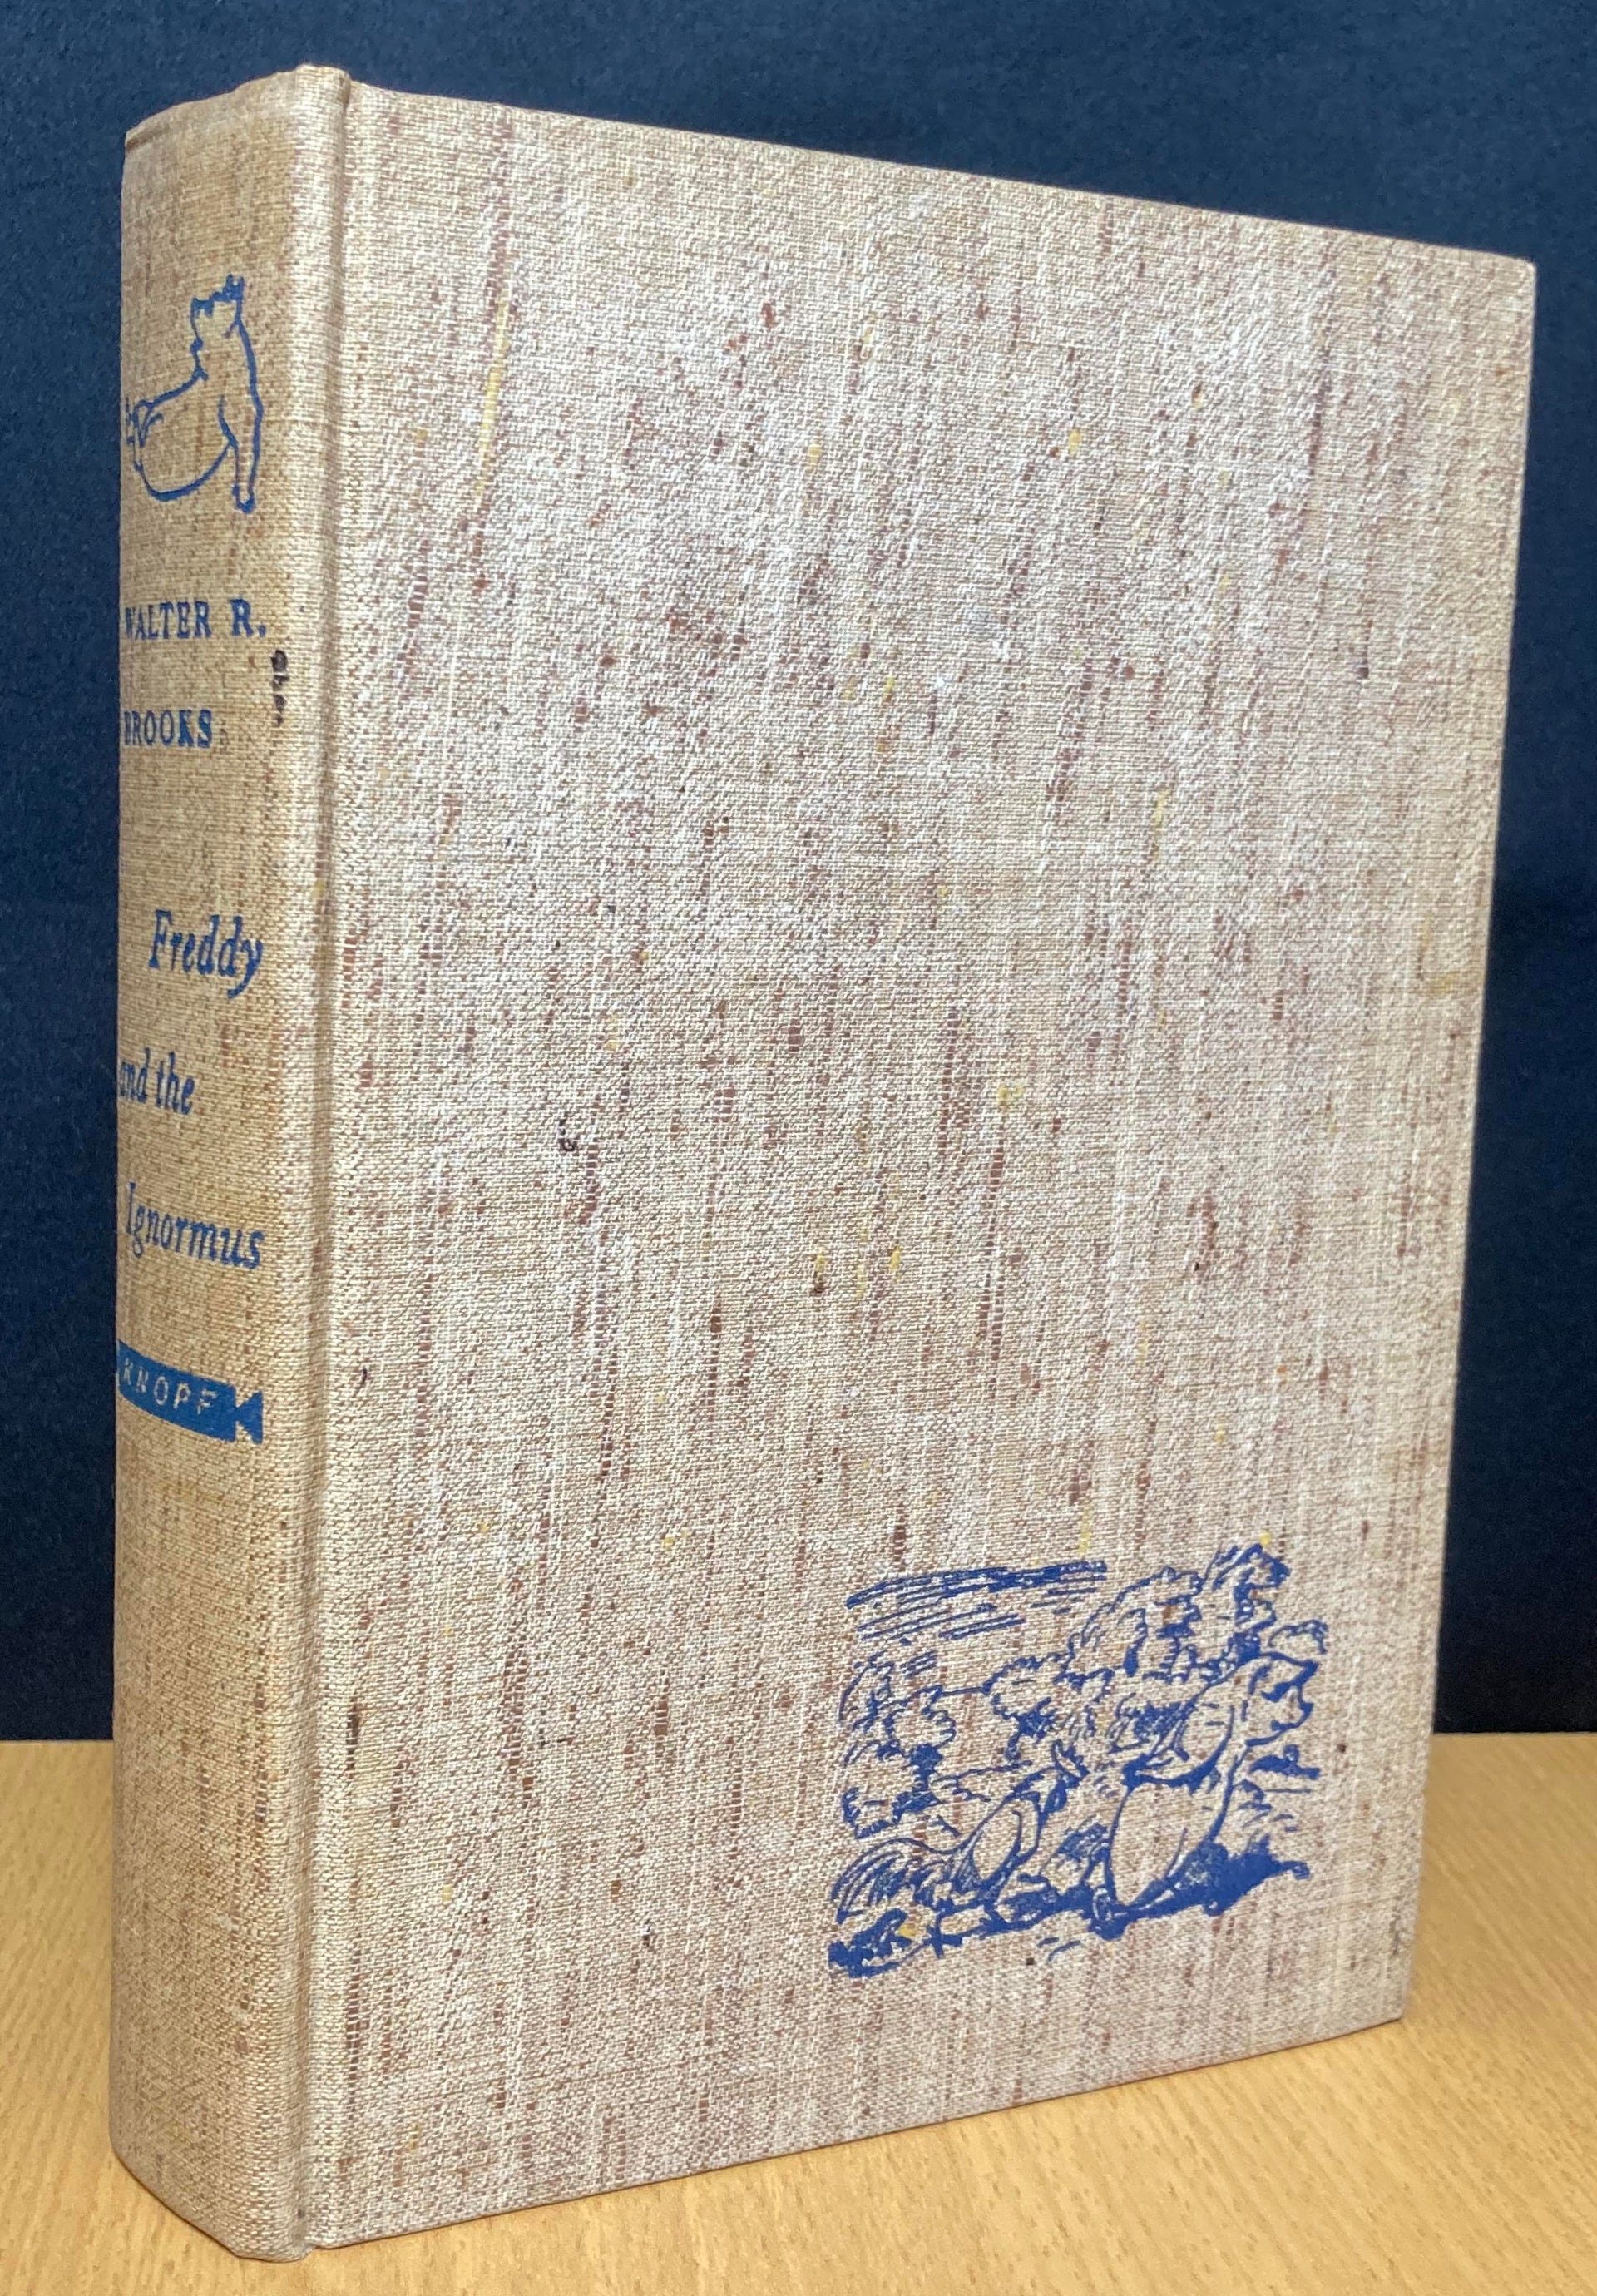 WALTER R.
BROOKS
Freddy
and the
Ignormus
KNOPF